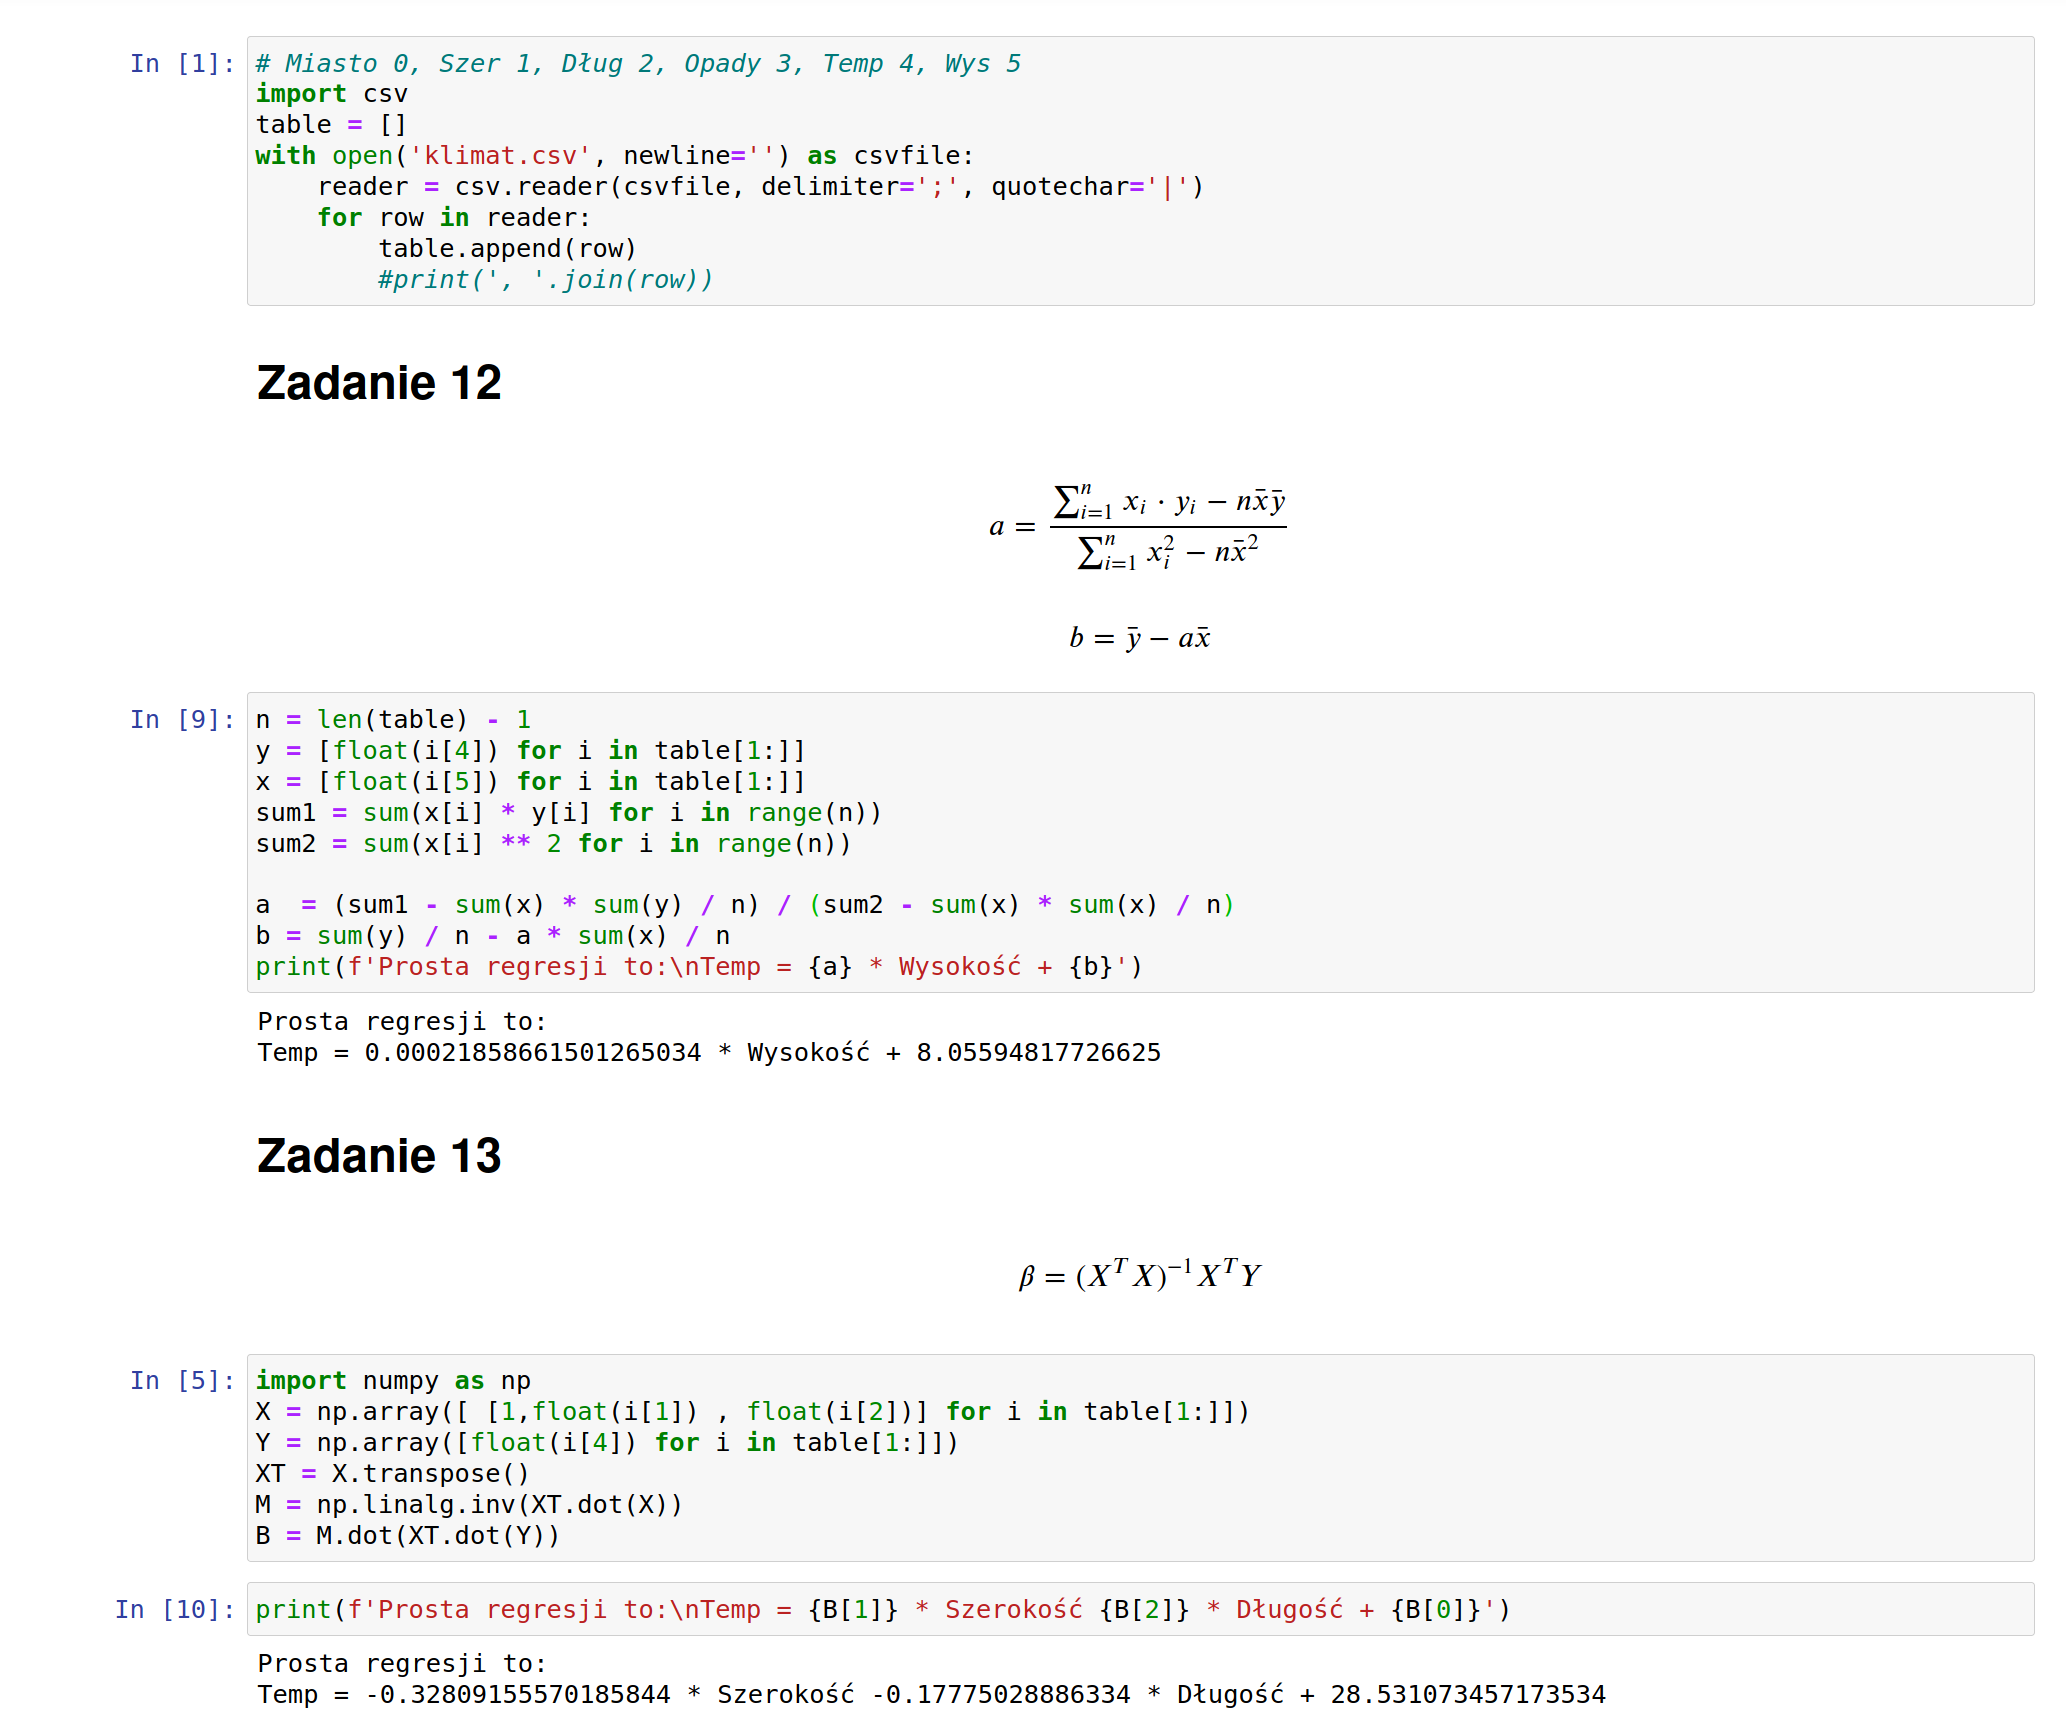 In [1]: # Miasto 0, Szer 1, Dług 2, Opady 3, Temp 4, Wys 5
import csv
table = []
with open('klimat.csv', newline='') as csvfile:
    reader = csv.reader(csvfile, delimiter=';', quotechar='|')
    for row in reader:
        table.append(row)
        #print(', '.join(row))
Zadanie 12
a = \frac{\sum_{i=1}^{n} x_i \cdot y_i - n\bar{x}\bar{y}}{\sum_{i=1}^{n} x_i^2 - n\bar{x}^2}
b = \bar{y} - a\bar{x}
In [9]: n = len(table) - 1
y = [float(i[4]) for i in table[1:]]
x = [float(i[5]) for i in table[1:]]
sum1 = sum(x[i] * y[i] for i in range(n))
sum2 = sum(x[i] ** 2 for i in range(n))
a  = (sum1 - sum(x) * sum(y) / n) / (sum2 - sum(x) * sum(x) / n)
b = sum(y) / n - a * sum(x) / n
print(f'Prosta regresji to:\nTemp = {a} * Wysokość + {b}')
Prosta regresji to:
Temp = 0.00021858661501265034 * Wysokość + 8.05594817726625
Zadanie 13
β = (X^T X)^{-1} X^T Y
In [5]: import numpy as np
X = np.array([ [1,float(i[1]) , float(i[2])] for i in table[1:]])
Y = np.array([float(i[4]) for i in table[1:]])
XT = X.transpose()
M = np.linalg.inv(XT.dot(X))
B = M.dot(XT.dot(Y))
In [10]: print(f'Prosta regresji to:\nTemp = {B[1]} * Szerokość {B[2]} * Długość + {B[0]}')
Prosta regresji to:
Temp = -0.32809155570185844 * Szerokość -0.17775028886334 * Długość + 28.531073457173534